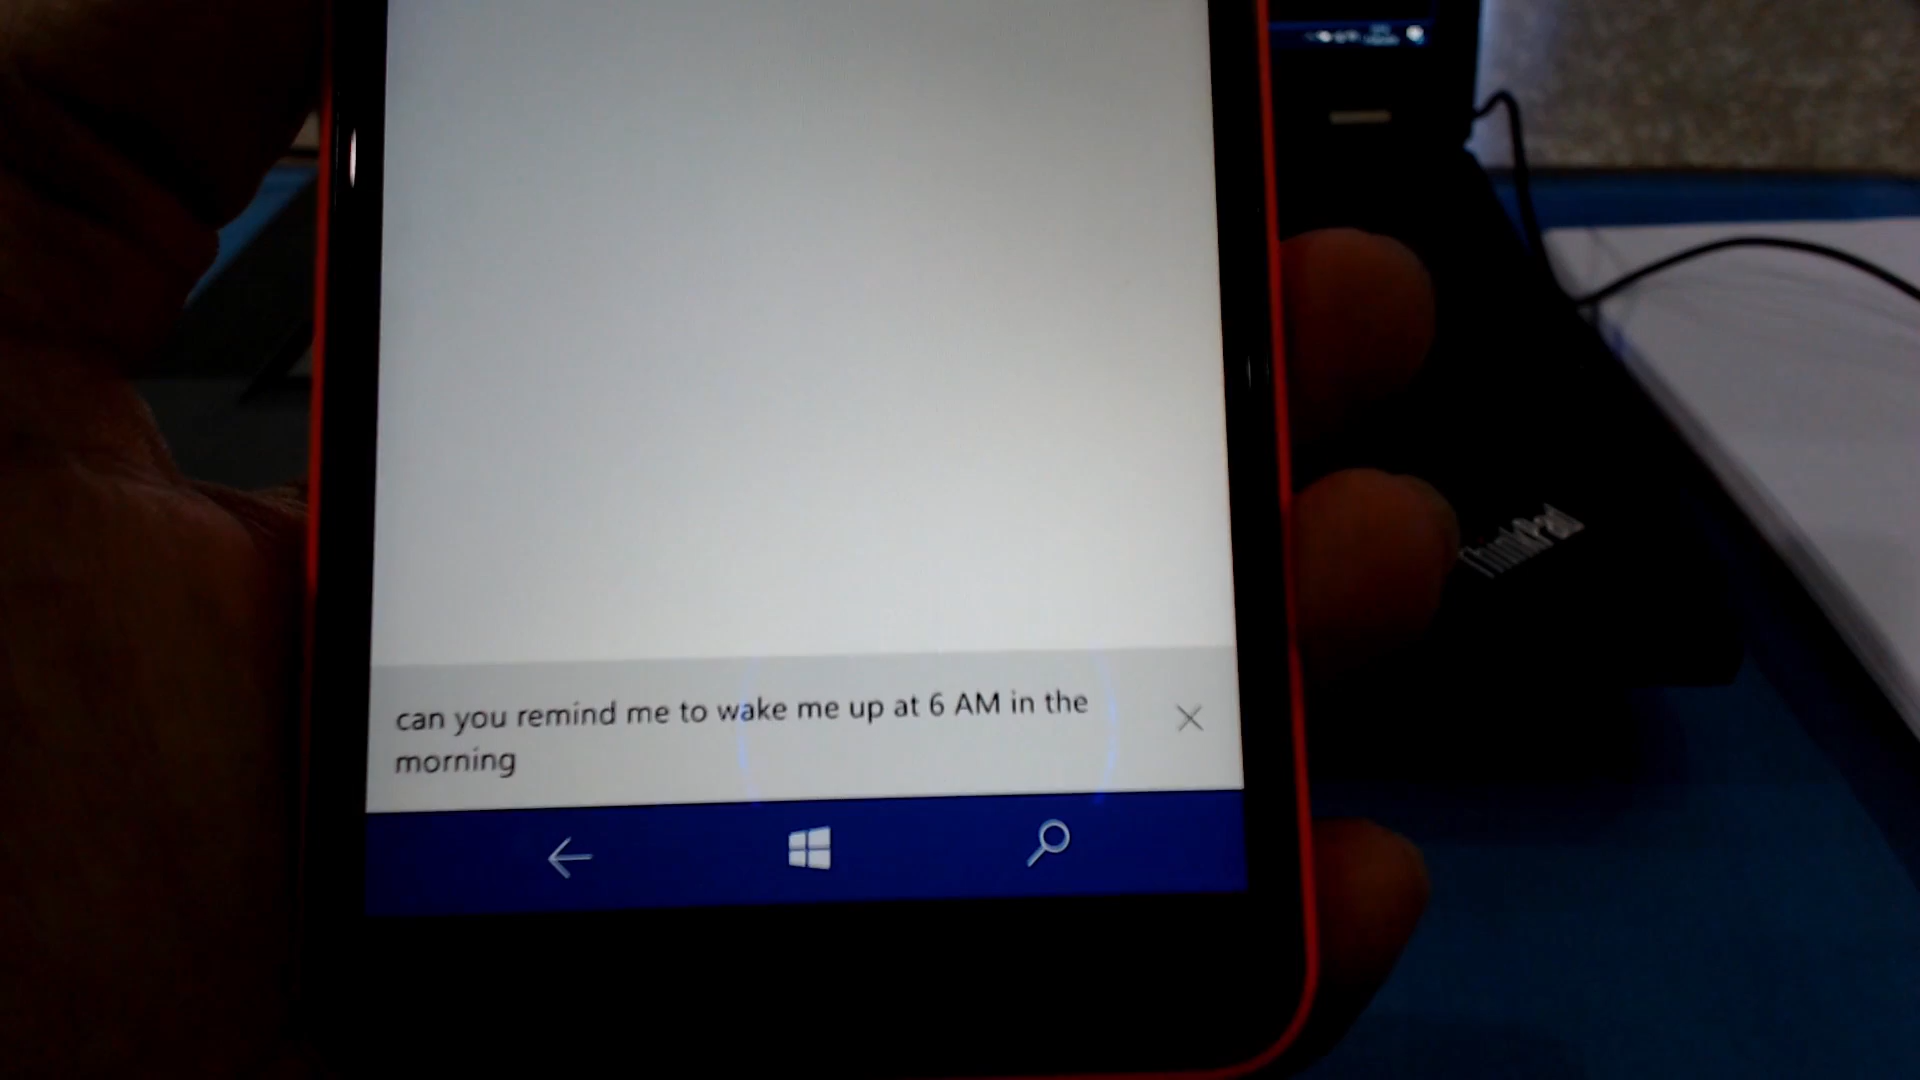 can you remind me to wake me up at 6 AM in the
morning
ThinkPad